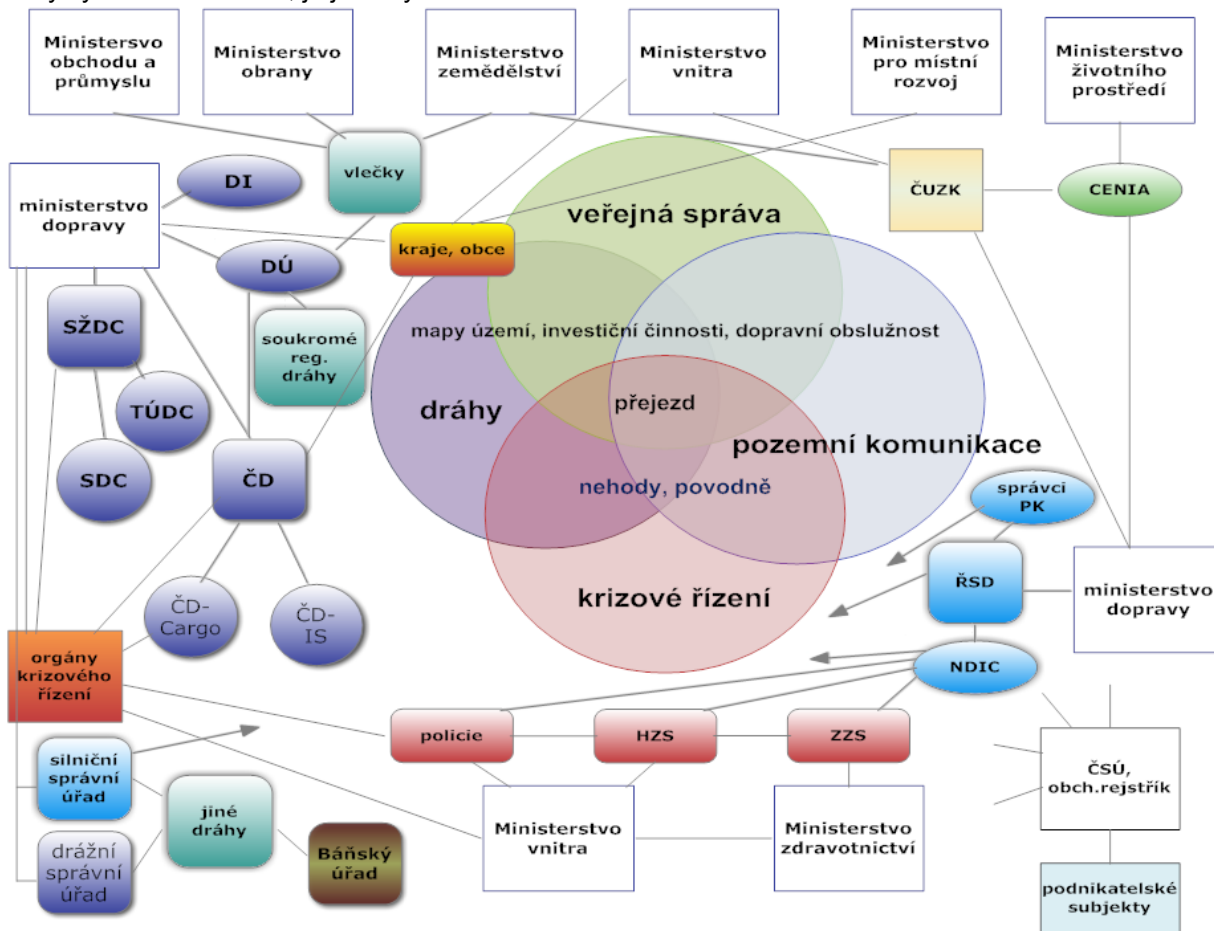 Ministersvo
obchodu a
průmyslu
Ministerstvo
obrany
Ministerstvo
zemědělství
Ministerstvo
vnitra
Ministerstvo
pro místní
rozvoj
Ministerstvo
životního
prostředí
vlečky
DI
ČUZK
CENIA
ministerstvo
dopravy
veřejná správa
kraje, obce
DÚ
SŽDC
soukromé
reg.
dráhy
mapy území, investiční činnosti, dopravní obslužnost
TÚDC
dráhy
přejezd
pozemní komunikace
SDC
ČD
nehody, povodně
správci
PK
ŘSD
ministerstvo
dopravy
krizové řízení
ČD-
Cargo
ČD-
IS
orgány
krizového
řízení
NDIC
policie
HZS
ZZS
silniční
správní
úřad
ČSÚ,
obch.rejstřík
jiné
dráhy
Ministerstvo
vnitra
Ministerstvo
zdravotnictví
drážní
správní
úřad
Báňský
úřad
podnikatelské
subjekty